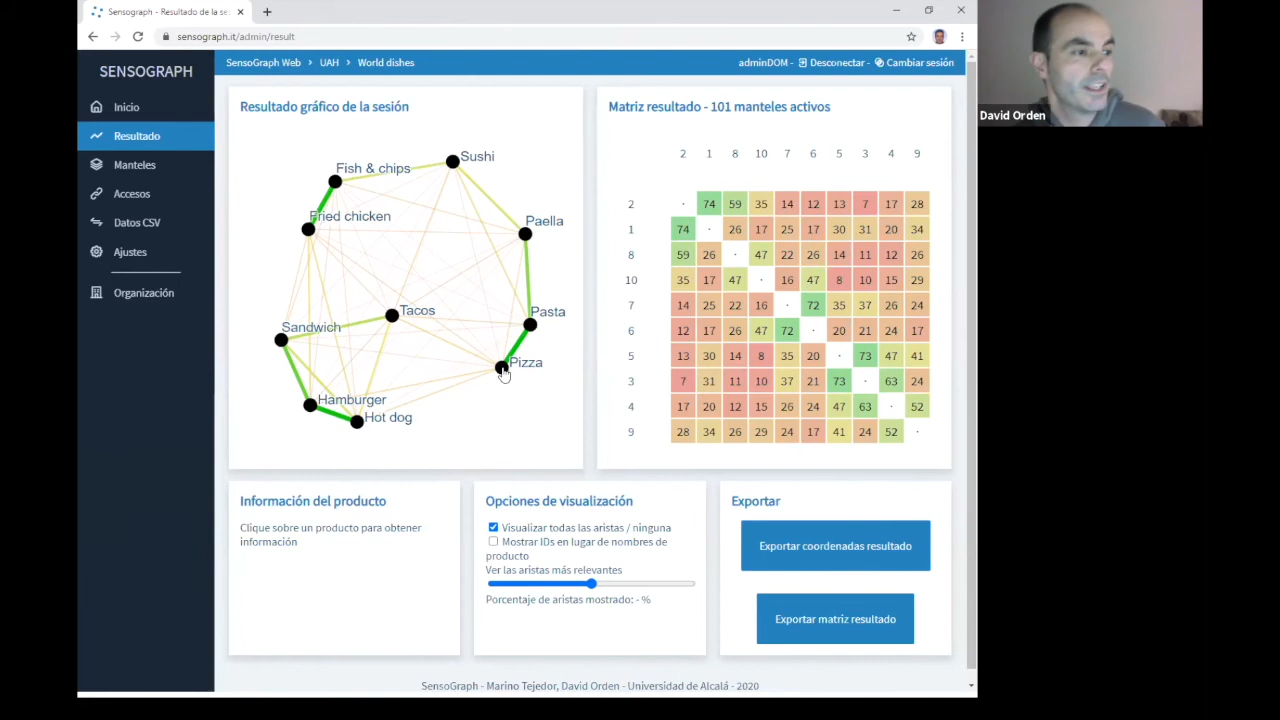 Sensograph - Resultado de la se
sensograph.it/admin/result
David Orden
SENSOGRAPH
Inicio
Resultado
Manteles
Accesos
Datos CSV
Ajustes
Organización
SensoGraph Web > UAH > World dishes
adminDOM - Desconectar - Cambiar sesión
Resultado gráfico de la sesión
Sushi
Fish & chips
Fried chicken
Paella
Tacos
Pasta
Sandwich
Pizza
Hamburger
Hot dog
Matriz resultado - 101 manteles activos
2 1 8 10 7 6 5 3 4 9
2 · 74 59 35 14 12 13 7 17 28
1 74 · 26 17 25 17 30 31 20 34
8 59 26 · 47 22 26 14 11 12 26
10 35 17 47 · 16 47 8 10 15 29
7 14 25 22 16 · 72 35 37 26 24
6 12 17 26 47 72 · 20 21 24 17
5 13 30 14 8 35 20 · 73 47 41
3 7 31 11 10 37 21 73 · 63 24
4 17 20 12 15 26 24 47 63 · 52
9 28 34 26 29 24 17 41 24 52 ·
Información del producto
Clique sobre un producto para obtener
información
Opciones de visualización
Visualizar todas las aristas / ninguna
Mostrar IDs en lugar de nombres de
producto
Ver las aristas más relevantes
Porcentaje de aristas mostrado: - %
Exportar
Exportar coordenadas resultado
Exportar matriz resultado
SensoGraph - Marino Tejedor, David Orden - Universidad de Alcalá - 2020